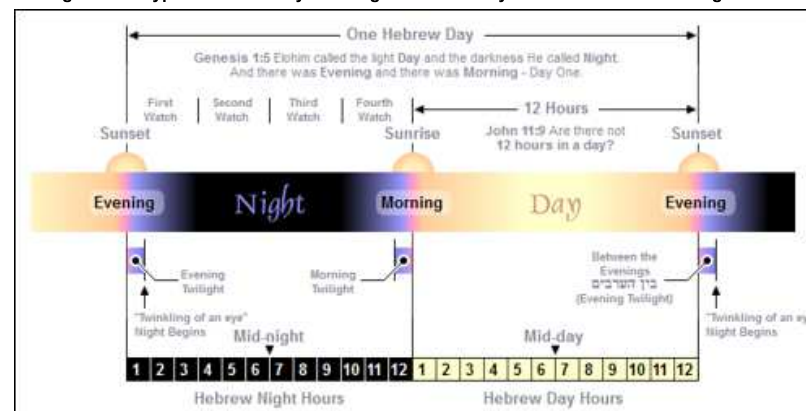 One Hebrew Day
Genesis 1:5 Elohim called the light Day and the darkness He called Night.
And there was Evening and there was Morning - Day One.
First Watch
Second Watch
Third Watch
Fourth Watch
12 Hours
Sunset
Sunrise
John 11:9 Are there not
12 hours in a day?
Sunset
Evening
Night
Morning
Day
Evening
Evening
Twilight
Morning
Twilight
Between the
Evenings
בין הערבים
(Evening Twilight)
"Twinkling of an eye"
Night Begins
Mid-night
Mid-day
"Twinkling of an ey
Night Begins
1 2 3 4 5 6 7 8 9 10 11 12 1 2 3 4 5 6 7 8 9 10 11 12
Hebrew Night Hours
Hebrew Day Hours